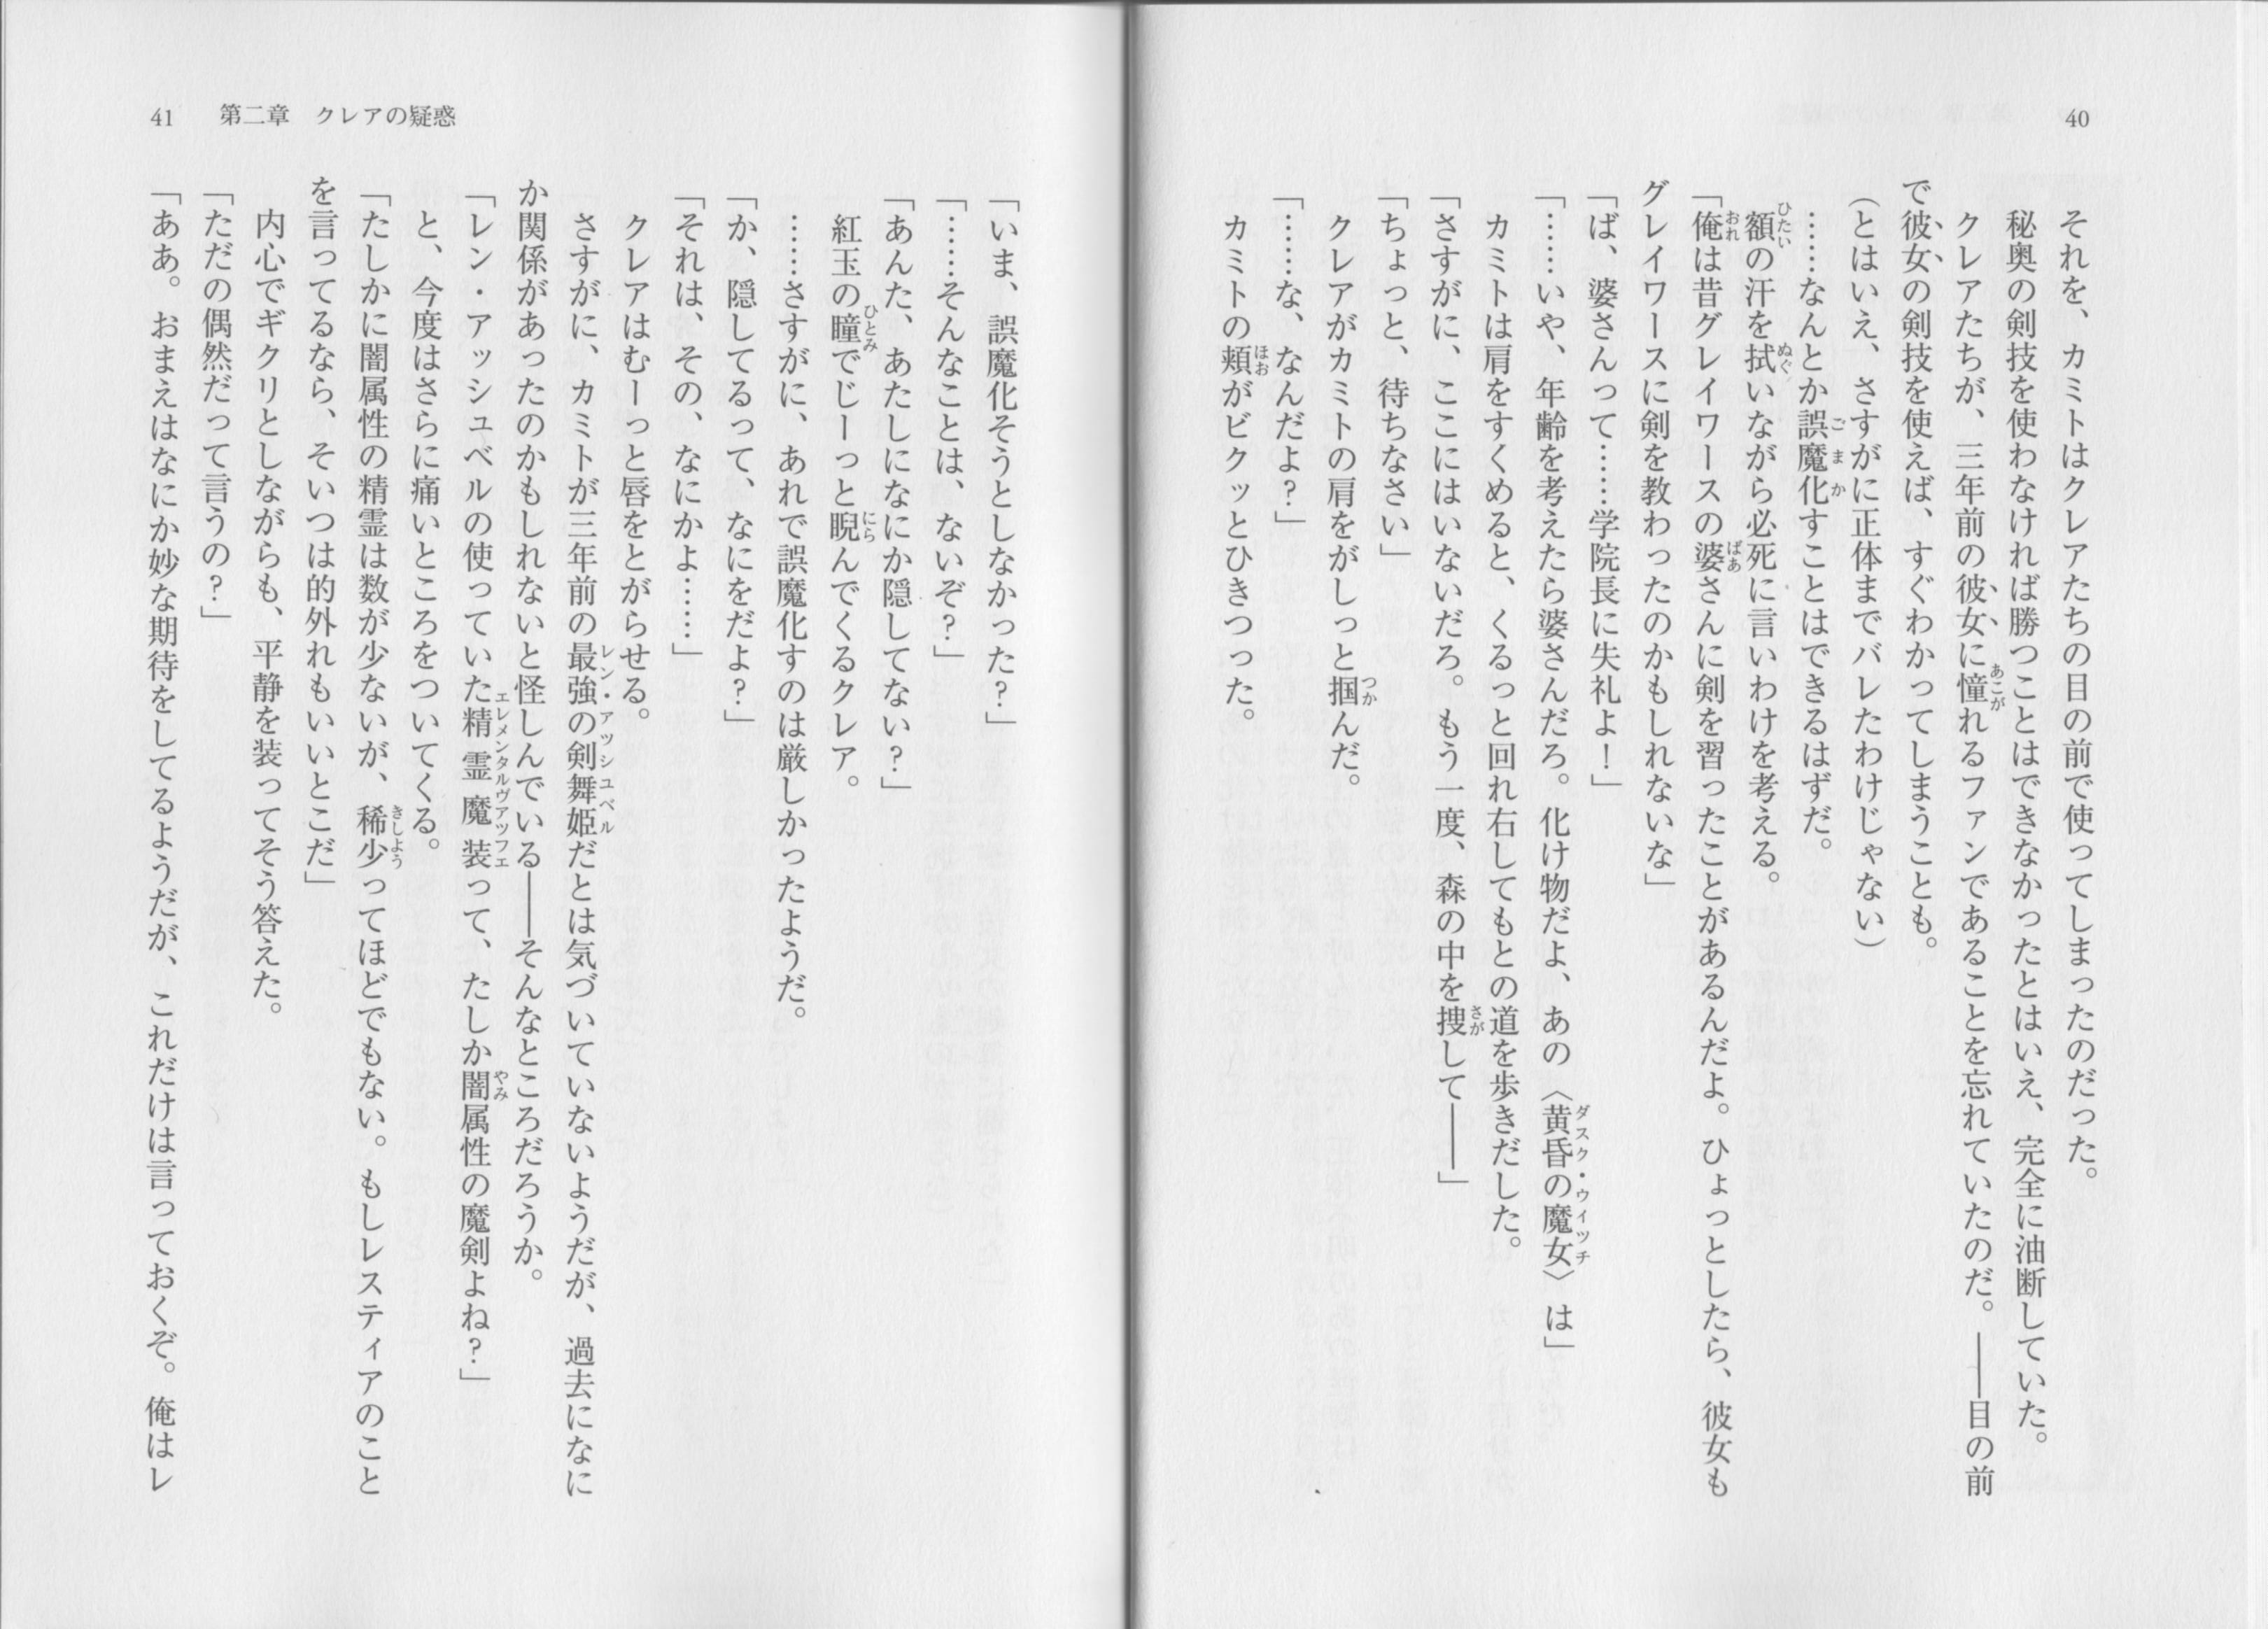 40
それを、カミトはクレアたちの目の前で使ってしまったのだった。
秘奥の剣技を使わなければ勝つことはできなかったとはいえ、完全に油断していた。
クレアたちが、三年前の彼女に憧れるファンであることを忘れていたのだ。――目の前
で彼女の剣技を使えば、すぐわかってしまうことも。
(とはいえ、さすがに正体までバレたわけじゃない)
……なんとか誤魔化すことはできるはずだ。
額の汗を拭いながら必死に言いわけを考える。
「俺は昔グレイワースの婆さんに剣を習ったことがあるんだよ。ひょっとしたら、彼女も
グレイワースに剣を教わったのかもしれないな」
「ば、婆さんって……学院長に失礼よ！」
「……いや、年齢を考えたら婆さんだろ。化け物だよ、あの〈黄昏の魔女〉は」
カミトは肩をすくめると、くるっと回れ右してもとの道を歩きだした。
「さすがに、ここにはいないだろ。もう一度、森の中を捜して――」
「ちょっと、待ちなさい」
クレアがカミトの肩をがしっと掴んだ。
「……な、なんだよ？」
カミトの頬がビクッとひきつった。
41 第二章 クレアの疑惑
「いま、誤魔化そうとしなかった？」
「……そんなことは、ないぞ？」
「あんた、あたしになにか隠してない？」
紅玉の瞳でじーっと睨んでくるクレア。
……さすがに、あれで誤魔化すのは厳しかったようだ。
「か、隠してるって、なにをだよ？」
「それは、その、なにかよ……」
クレアはむーっと唇をとがらせる。
さすがに、カミトが三年前の最強の剣舞姫だとは気づいていないようだが、過去になに
か関係があったのかもしれないと怪しんでいる――そんなところだろうか。
「レン・アッシュベルの使っていた精霊魔装って、たしか闇属性の魔剣よね？」
と、今度はさらに痛いところをついてくる。
「たしかに闇属性の精霊は数が少ないが、稀少ってほどでもない。もしレスティアのこと
を言ってるなら、そいつは的外れもいいとこだ」
内心でギクリとしながらも、平静を装ってそう答えた。
「ただの偶然だって言うの？」
「ああ。おまえはなにか妙な期待をしてるようだが、これだけは言っておくぞ。俺はレ